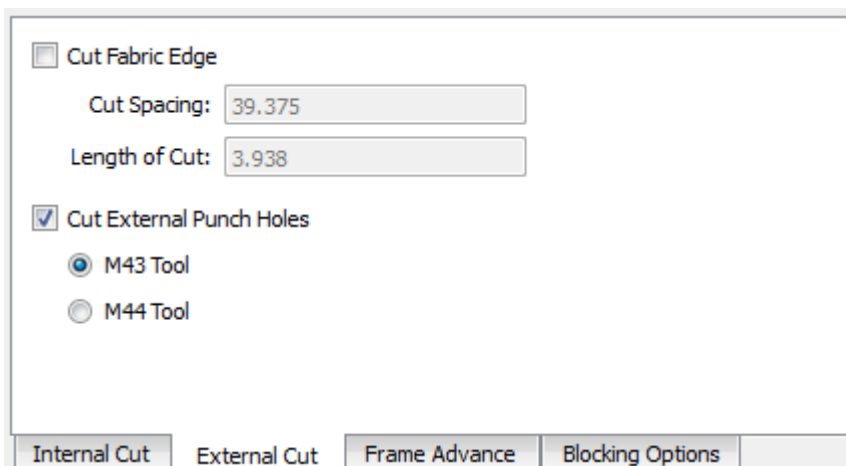 Cut Fabric Edge
Cut Spacing: 39.375
Length of Cut: 3.938
Cut External Punch Holes
M43 Tool
M44 Tool
Internal Cut External Cut Frame Advance Blocking Options